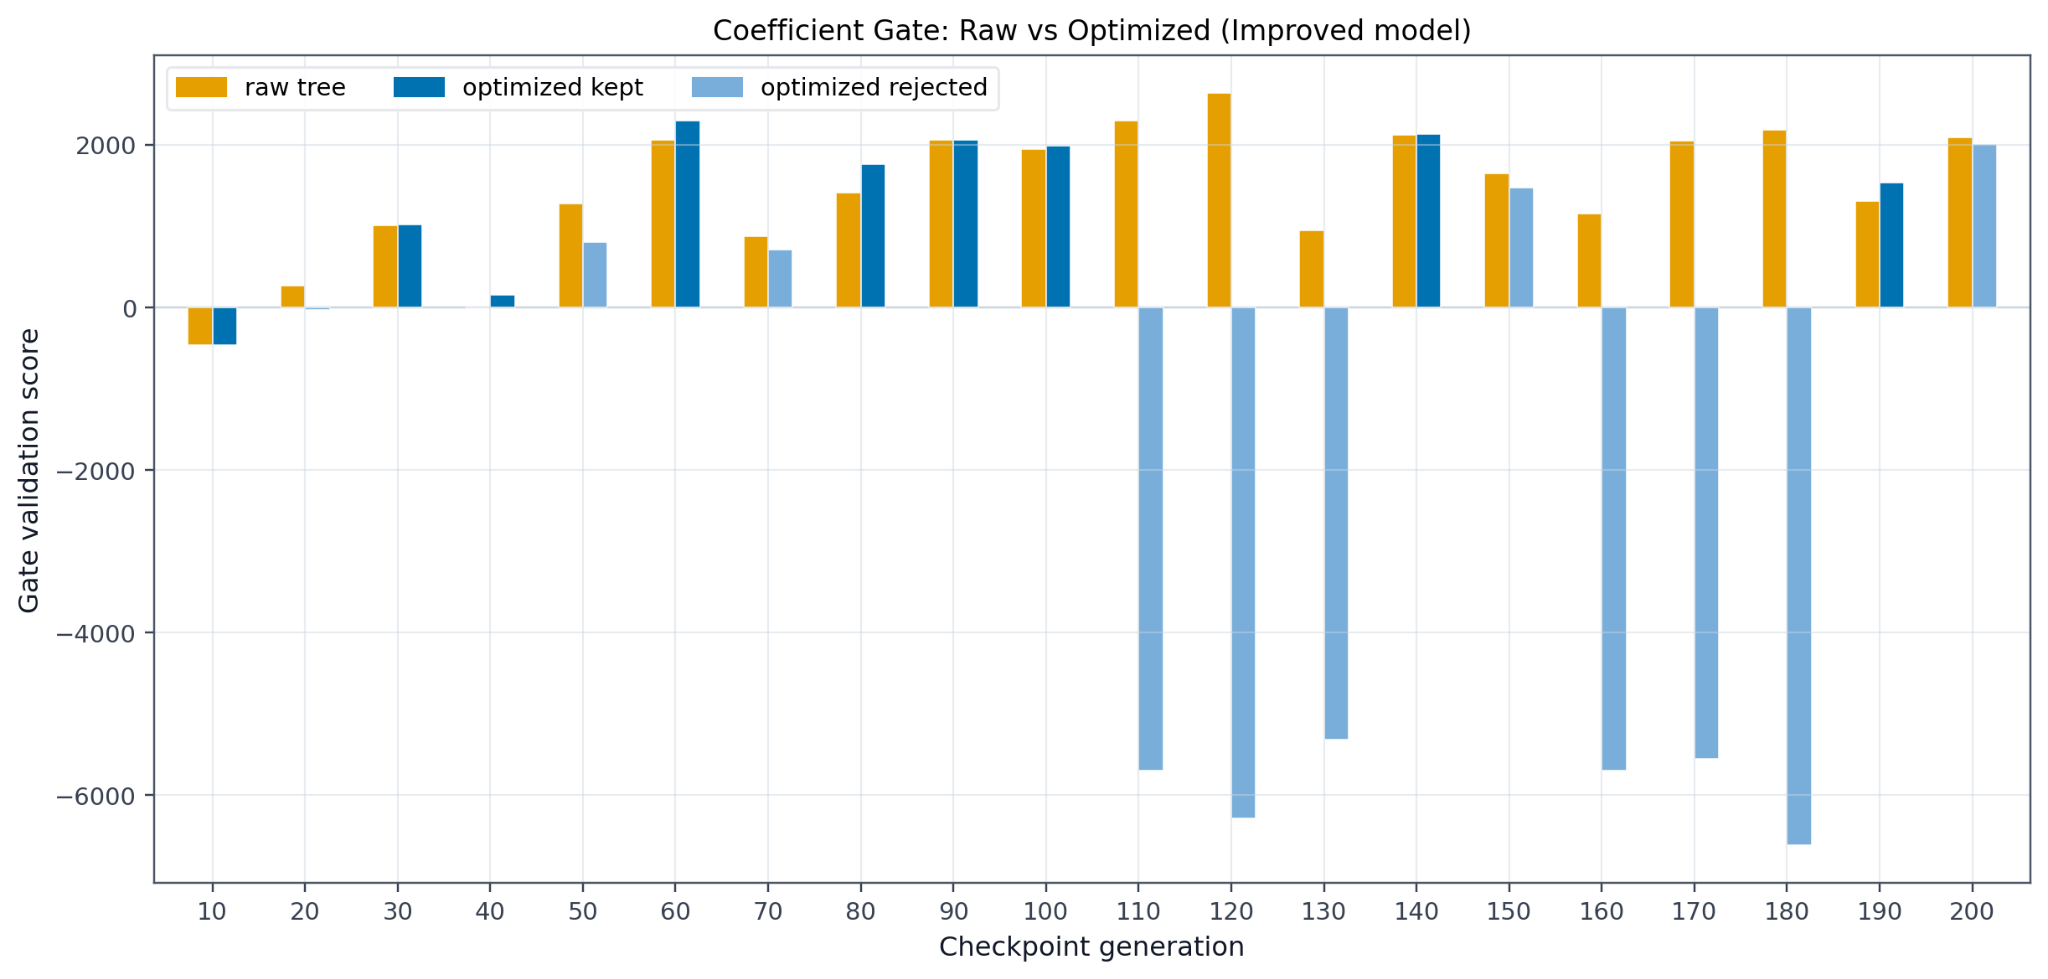 Coefficient Gate: Raw vs Optimized (Improved model)
raw tree optimized kept optimized rejected
Gate validation score
2000
0
−2000
−4000
−6000
10 20 30 40 50 60 70 80 90 100 110 120 130 140 150 160 170 180 190 200
Checkpoint generation